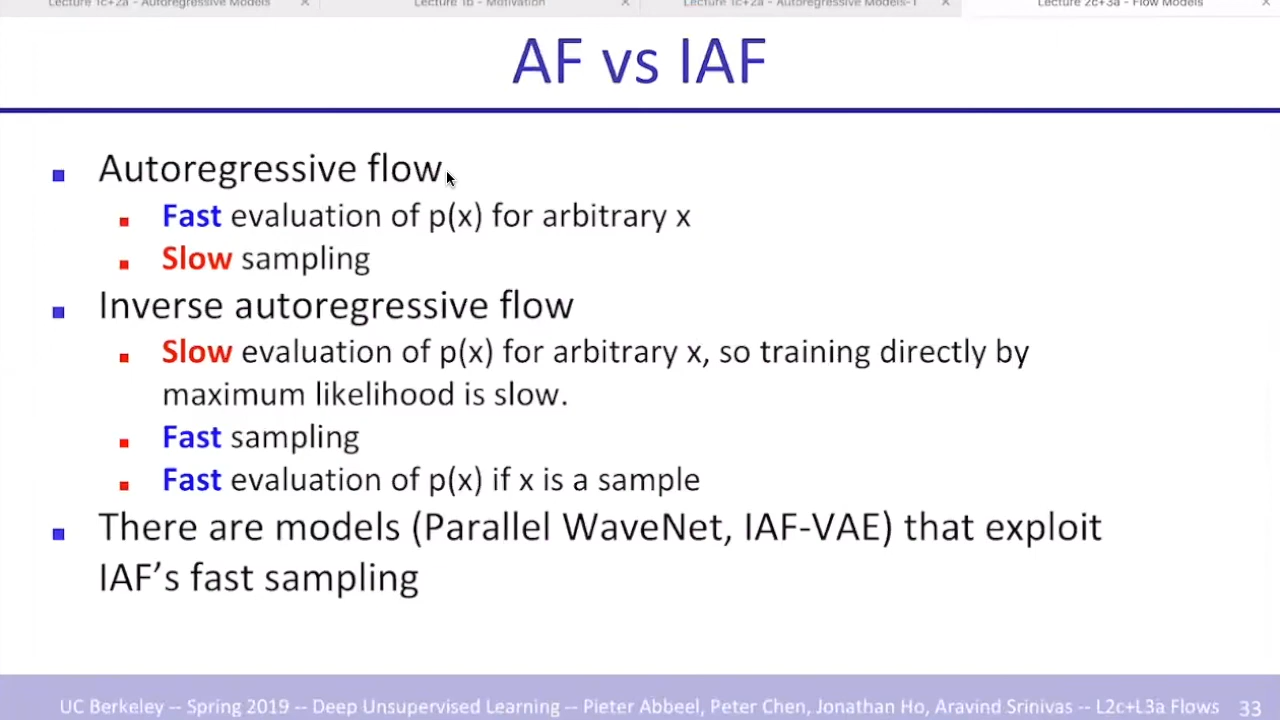 Lecture 1c+2a - Autoregressive Models
Lecture 1b - Motivation
Lecture 1c+2a - Autoregressive Models-1
Lecture 2c+3a - Flow Models
AF vs IAF
Autoregressive flow
Fast evaluation of p(x) for arbitrary x
Slow sampling
Inverse autoregressive flow
Slow evaluation of p(x) for arbitrary x, so training directly by
maximum likelihood is slow.
Fast sampling
Fast evaluation of p(x) if x is a sample
There are models (Parallel WaveNet, IAF-VAE) that exploit
IAF’s fast sampling
UC Berkeley -- Spring 2019 -- Deep Unsupervised Learning -- Pieter Abbeel, Peter Chen, Jonathan Ho, Aravind Srinivas -- L2c+L3a Flows 33